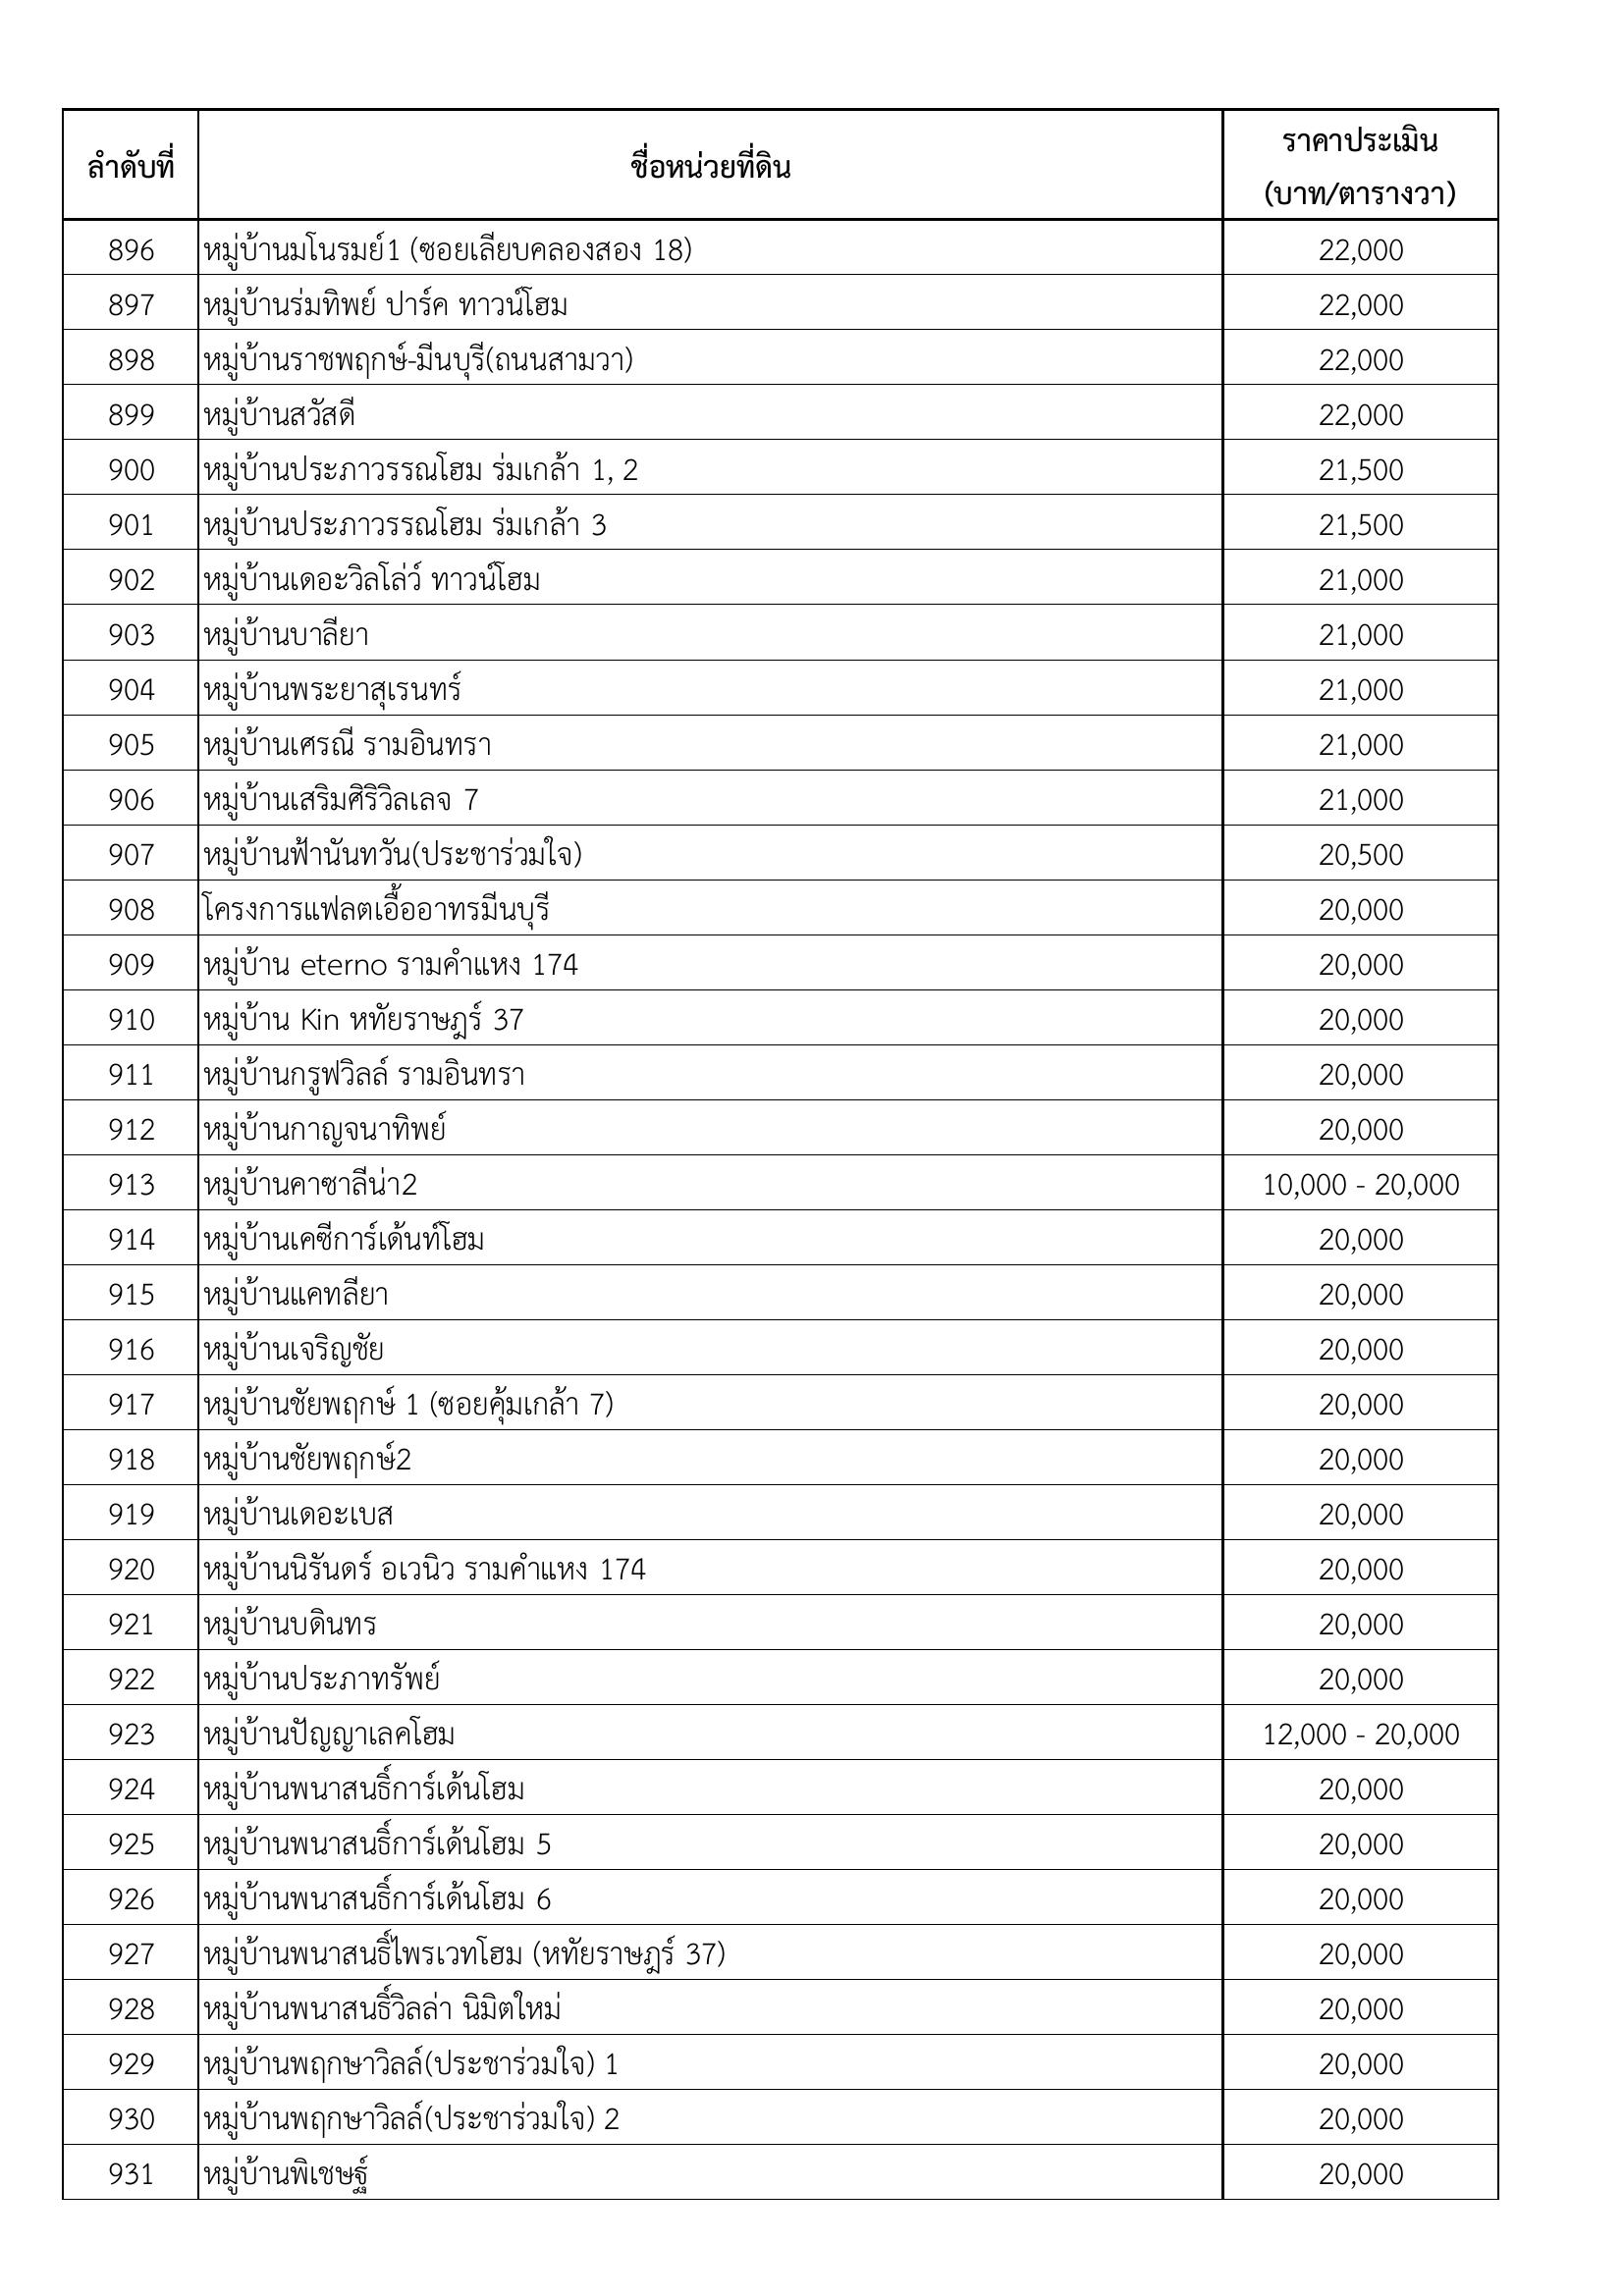 ลำดับที่ ชื่อหน่วยที่ดิน ราคาประเมิน
(บาท/ตารางวา)
896 หมู่บ้านมโนรมย์1 (ซอยเลียบคลองสอง 18) 22,000
897 หมู่บ้านร่มทิพย์ ปาร์ค ทาวน์โฮม 22,000
898 หมู่บ้านราชพฤกษ์-มีนบุรี(ถนนสามวา) 22,000
899 หมู่บ้านสวัสดี 22,000
900 หมู่บ้านประภาวรรณโฮม ร่มเกล้า 1, 2 21,500
901 หมู่บ้านประภาวรรณโฮม ร่มเกล้า 3 21,500
902 หมู่บ้านเดอะวิลโล่ว์ ทาวน์โฮม 21,000
903 หมู่บ้านบาลียา 21,000
904 หมู่บ้านพระยาสุเรนทร์ 21,000
905 หมู่บ้านเศรณี รามอินทรา 21,000
906 หมู่บ้านเสริมศิริวิลเลจ 7 21,000
907 หมู่บ้านฟ้านันทวัน(ประชาร่วมใจ) 20,500
908 โครงการแฟลตเอื้ออาทรมีนบุรี 20,000
909 หมู่บ้าน eterno รามคำแหง 174 20,000
910 หมู่บ้าน Kin หทัยราษฎร์ 37 20,000
911 หมู่บ้านกรูฟวิลล์ รามอินทรา 20,000
912 หมู่บ้านกาญจนาทิพย์ 20,000
913 หมู่บ้านคาซาลีน่า2 10,000 - 20,000
914 หมู่บ้านเคซีการ์เด้นท์โฮม 20,000
915 หมู่บ้านแคทลียา 20,000
916 หมู่บ้านเจริญชัย 20,000
917 หมู่บ้านชัยพฤกษ์ 1 (ซอยคุ้มเกล้า 7) 20,000
918 หมู่บ้านชัยพฤกษ์2 20,000
919 หมู่บ้านเดอะเบส 20,000
920 หมู่บ้านนิรันดร์ อเวนิว รามคำแหง 174 20,000
921 หมู่บ้านบดินทร 20,000
922 หมู่บ้านประภาทรัพย์ 20,000
923 หมู่บ้านปัญญาเลคโฮม 12,000 - 20,000
924 หมู่บ้านพนาสนธิ์การ์เด้นโฮม 20,000
925 หมู่บ้านพนาสนธิ์การ์เด้นโฮม 5 20,000
926 หมู่บ้านพนาสนธิ์การ์เด้นโฮม 6 20,000
927 หมู่บ้านพนาสนธิ์ไพรเวทโฮม (หทัยราษฎร์ 37) 20,000
928 หมู่บ้านพนาสนธิ์วิลล่า นิมิตใหม่ 20,000
929 หมู่บ้านพฤกษาวิลล์(ประชาร่วมใจ) 1 20,000
930 หมู่บ้านพฤกษาวิลล์(ประชาร่วมใจ) 2 20,000
931 หมู่บ้านพิเชษฐ์ 20,000